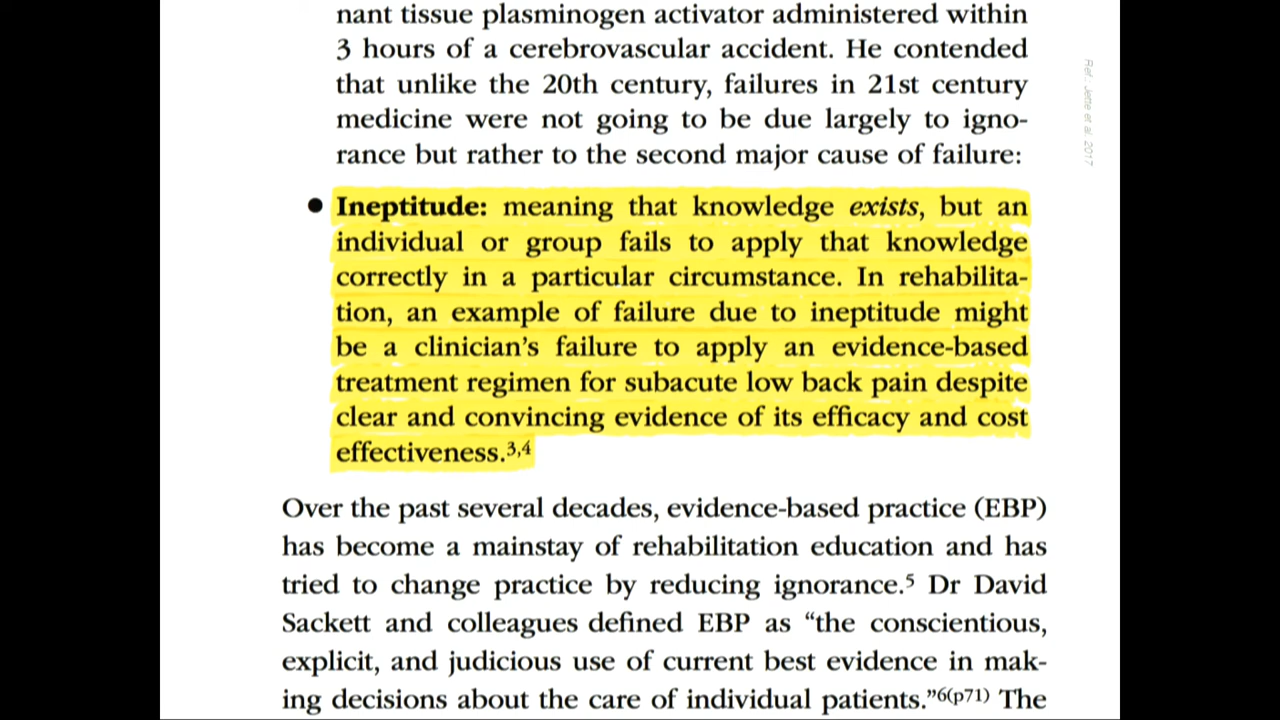 nant tissue plasminogen activator administered within
3 hours of a cerebrovascular accident. He contended
that unlike the 20th century, failures in 21st century
medicine were not going to be due largely to igno-
rance but rather to the second major cause of failure:
● Ineptitude: meaning that knowledge exists, but an
individual or group fails to apply that knowledge
correctly in a particular circumstance. In rehabilita-
tion, an example of failure due to ineptitude might
be a clinician's failure to apply an evidence-based
treatment regimen for subacute low back pain despite
clear and convincing evidence of its efficacy and cost
effectiveness.3,4
Over the past several decades, evidence-based practice (EBP)
has become a mainstay of rehabilitation education and has
tried to change practice by reducing ignorance.5 Dr David
Sackett and colleagues defined EBP as “the conscientious,
explicit, and judicious use of current best evidence in mak-
ing decisions about the care of individual patients.”6(p71) The
Ref.: Jette et al. 2017